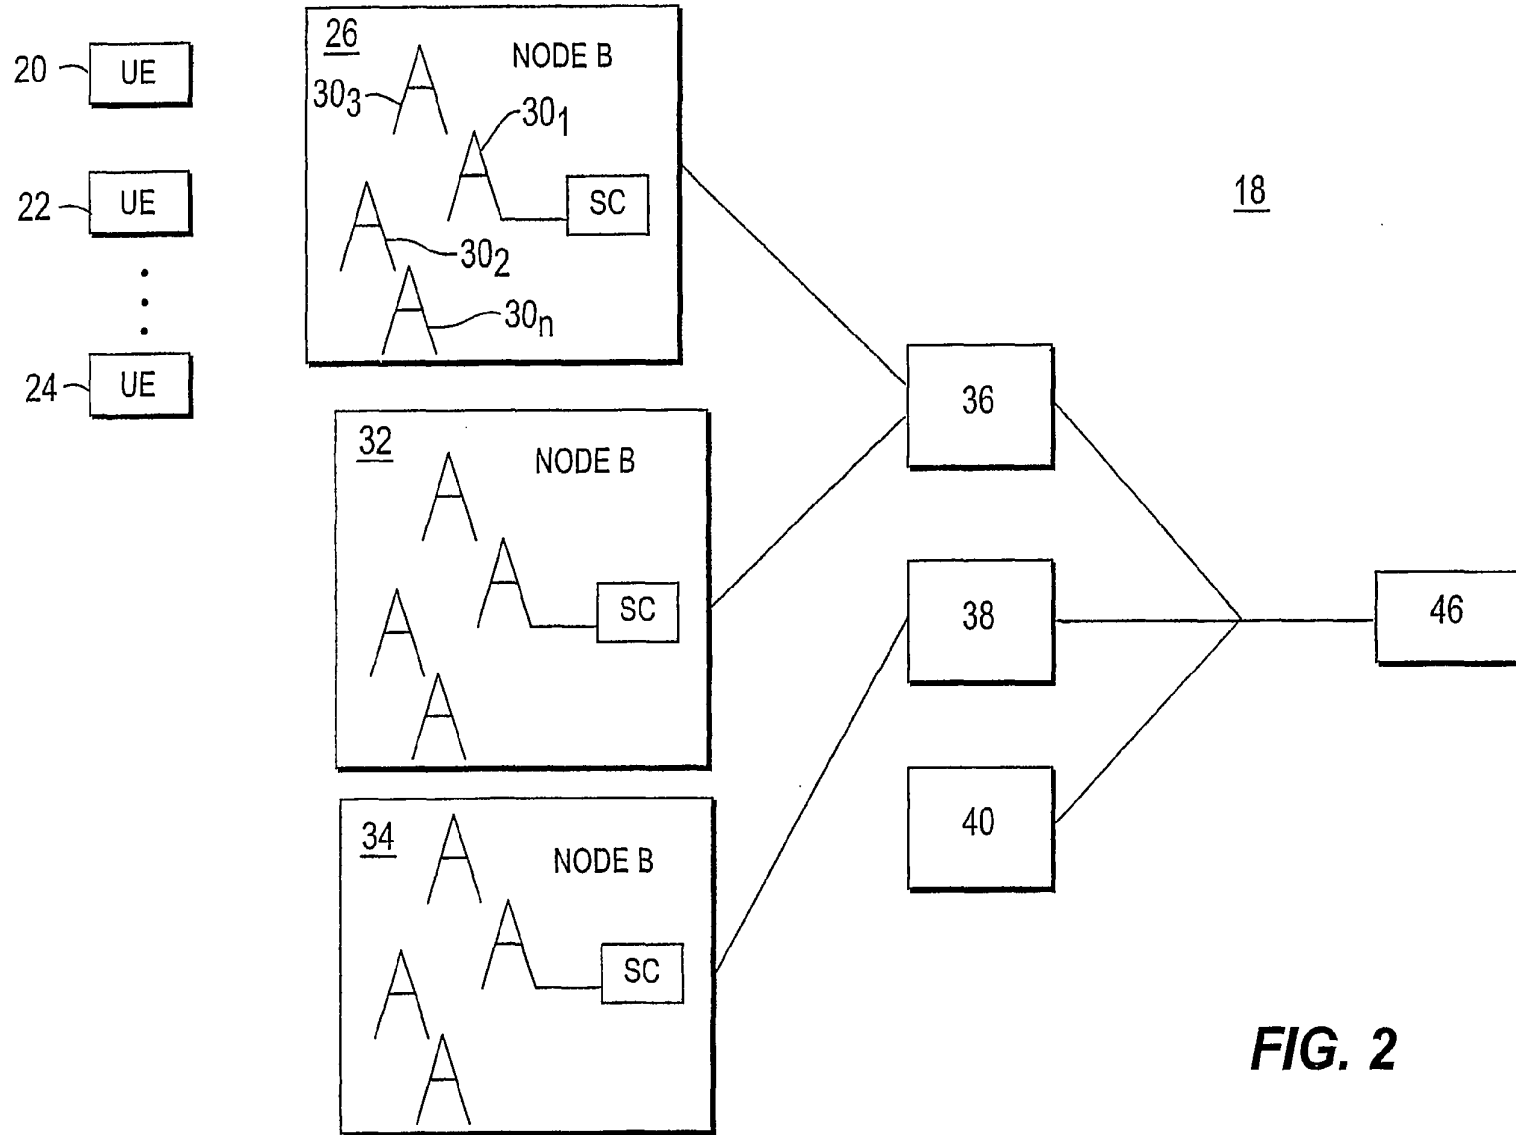 20 UE
22 UE
24 UE
26
NODE B
30₃
30₁
SC
30₂
30ₙ
32
NODE B
SC
34
NODE B
SC
18
36
38
40
46
FIG. 2